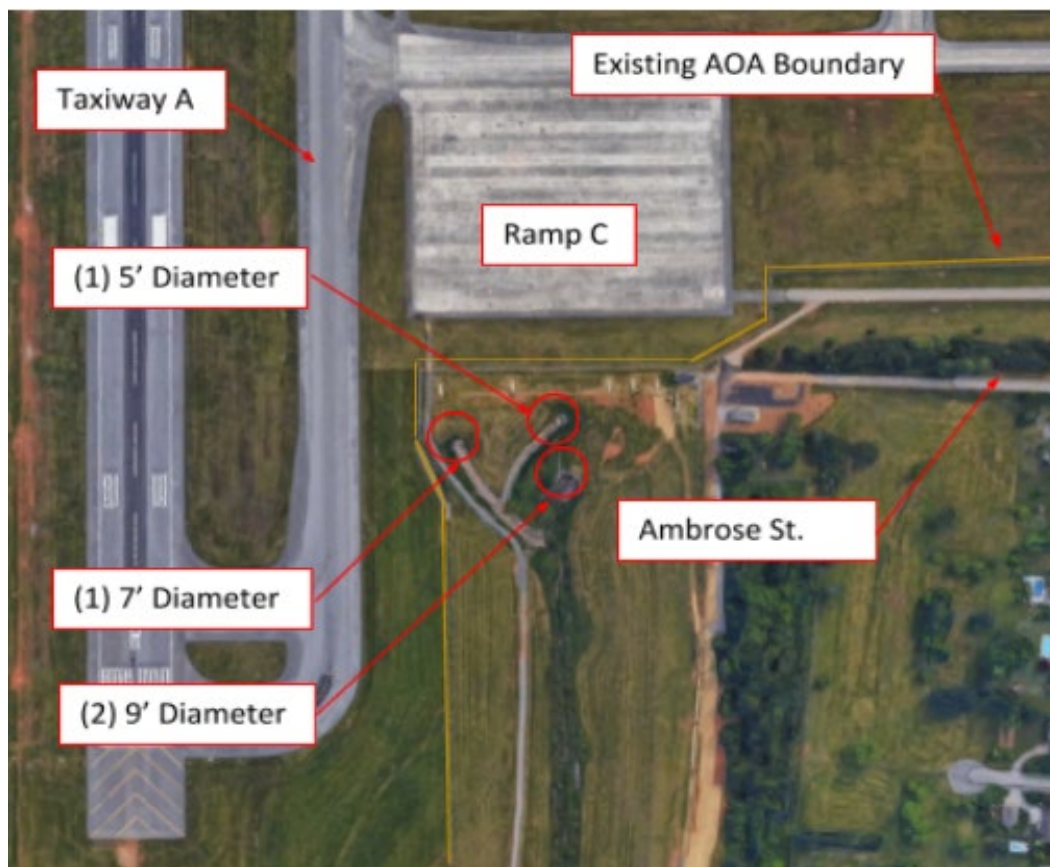 Existing AOA Boundary
Taxiway A
Ramp C
(1) 5' Diameter
Ambrose St.
(1) 7' Diameter
(2) 9' Diameter